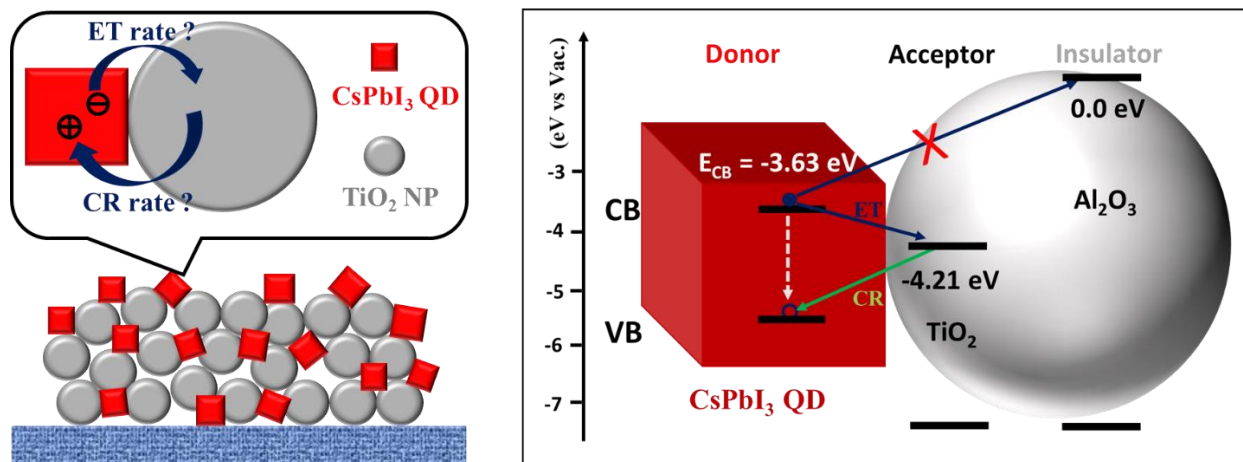 ET rate ?
CsPbI₃ QD
CR rate ?
TiO₂ NP
(eV vs Vac.)
Donor
Acceptor
Insulator
0.0 eV
E_CB = -3.63 eV
-3
CB
ET
Al₂O₃
-4
-4.21 eV
-5
CR
VB
TiO₂
-6
CsPbI₃ QD
-7